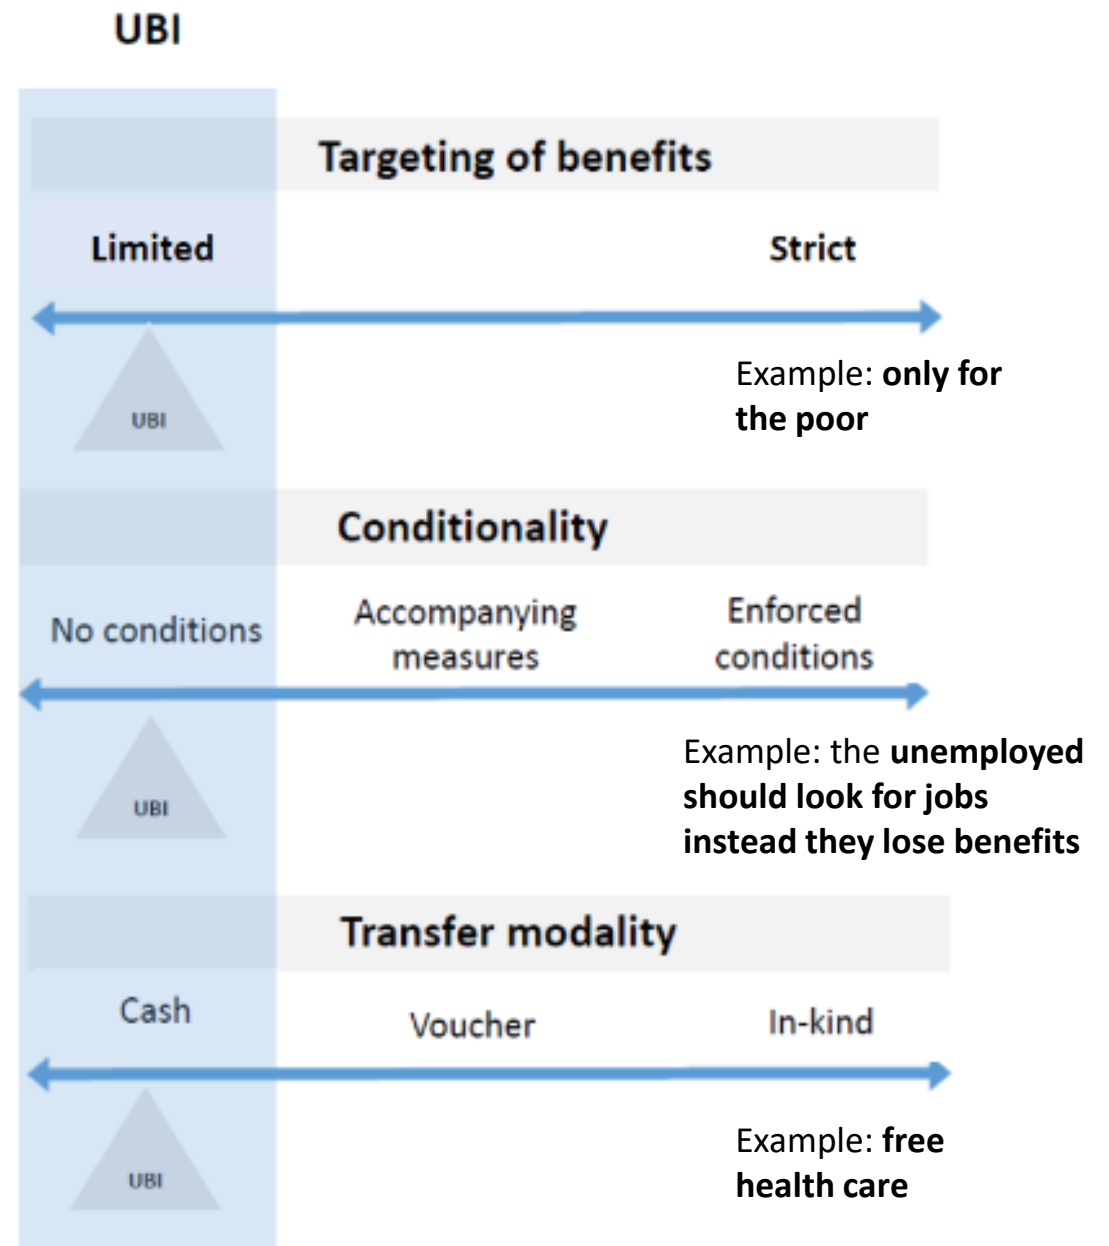 UBI
Targeting of benefits
Limited
Strict
Example: only for
the poor
UBI
Conditionality
No conditions
Accompanying
measures
Enforced
conditions
Example: the unemployed
should look for jobs
instead they lose benefits
UBI
Transfer modality
Cash
Voucher
In-kind
Example: free
health care
UBI